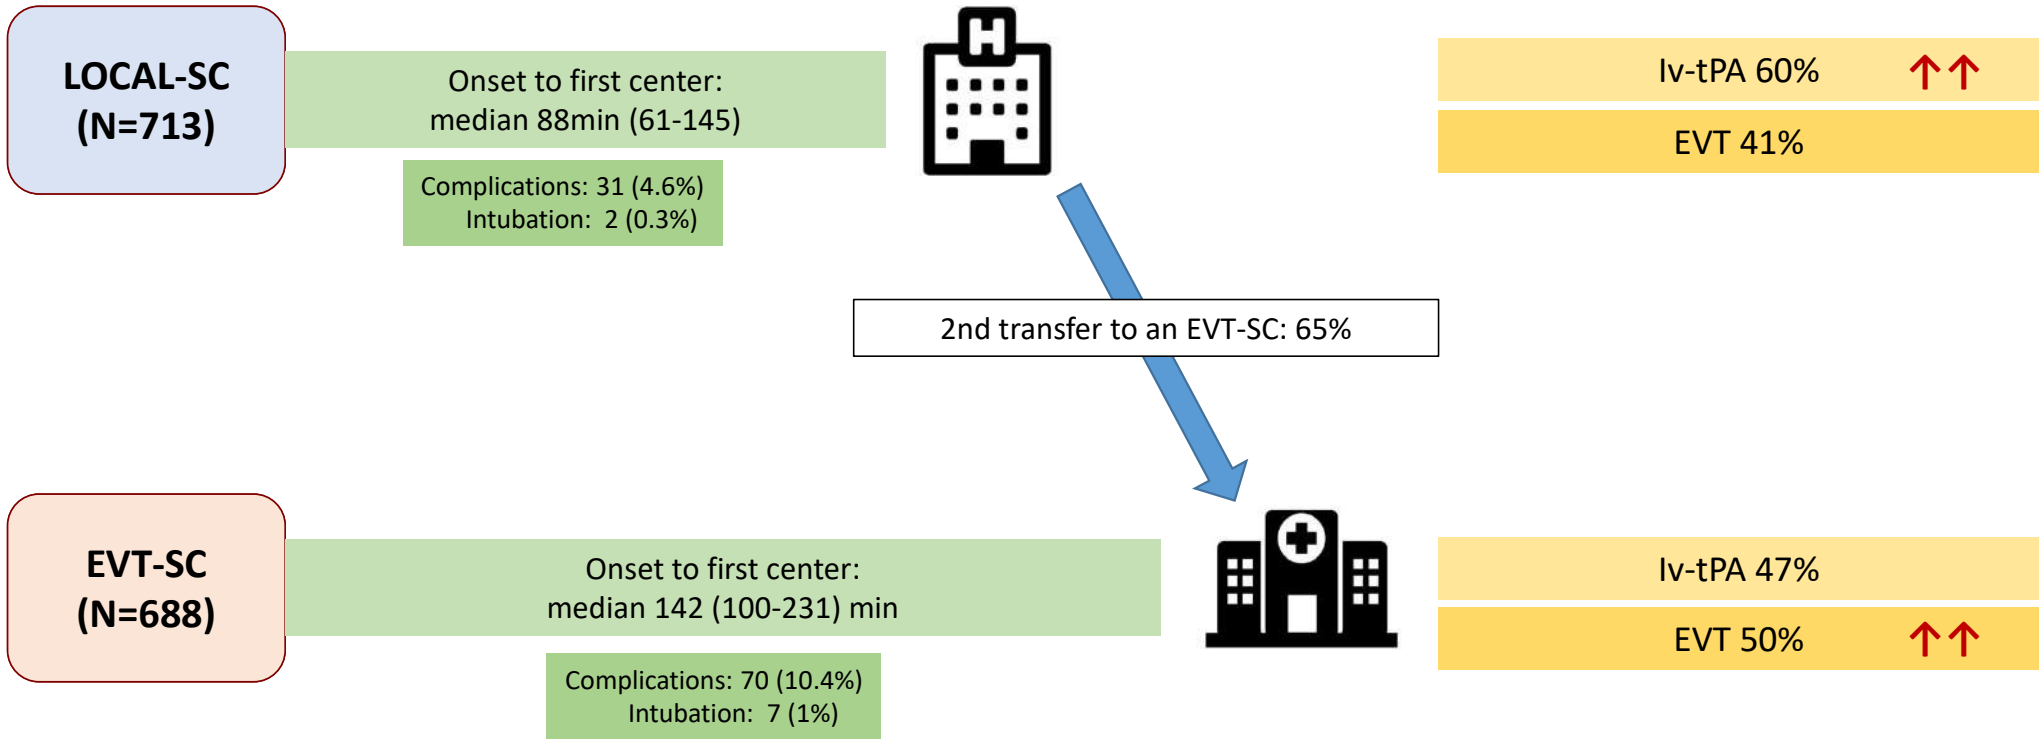 LOCAL-SC
(N=713)
Onset to first center:
median 88min (61-145)
Complications: 31 (4.6%)
Intubation: 2 (0.3%)
H
Iv-tPA 60% ↑↑
EVT 41%
2nd transfer to an EVT-SC: 65%
EVT-SC
(N=688)
Onset to first center:
median 142 (100-231) min
Complications: 70 (10.4%)
Intubation: 7 (1%)
Iv-tPA 47%
EVT 50% ↑↑